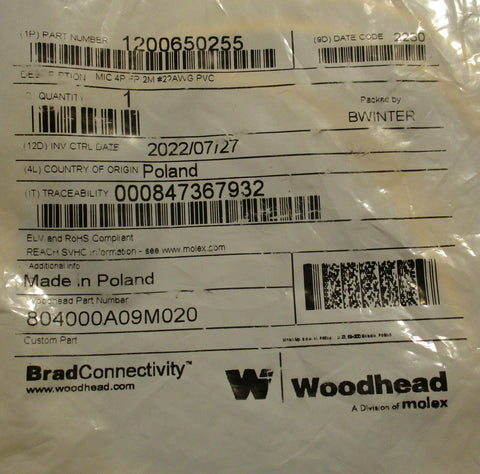 (1P) PART NUMBER 1200650255 (9D) DATE CODE 2230
DESCRIPTION MIC 4P FP 2M #22AWG PVC
QUANTITY 1 Packed by
BWINTER
(12D) INV CTRL DATE 2022/07/27
(4L) COUNTRY OF ORIGIN Poland
(1T) TRACEABILITY 000847367932
ELV and RoHS Compliant
REACH SVHC Information - see www.molex.com
Additional Info
Made in Poland
Woodhead Part Number
804000A09M020
Custom Part
BradConnectivity™
www.woodhead.com
W Woodhead
A Division of molex